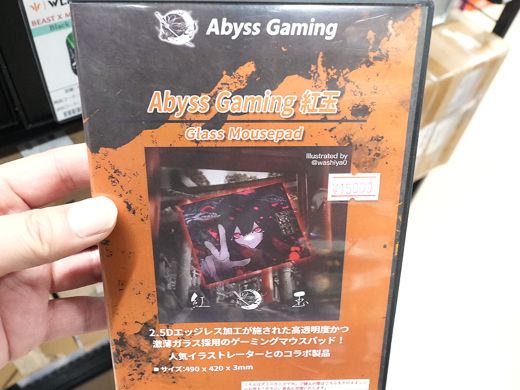 Abyss Gaming
Abyss Gaming 紅玉
Glass Mousepad
Illustrated by
@washiya0
¥15000
紅 玉
2.5Dエッジレス加工が施された高透明度かつ
激薄ガラス採用のゲーミングマウスパッド!
人気イラストレーターとのコラボ製品
■サイズ:490 x 420 x 3mm
BEAST X M
Black